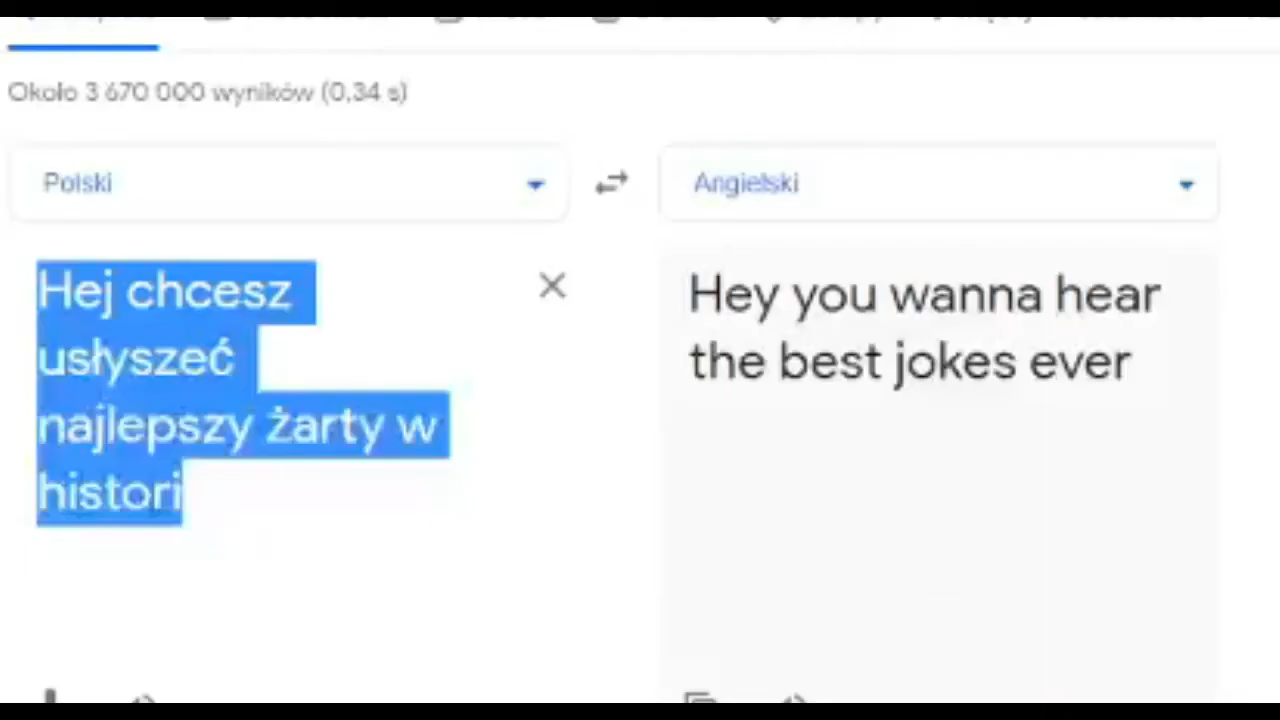 Około 3 670 000 wyników (0,34 s)
Polski
Angielski
Hej chcesz
usłyszeć
najlepszy żarty w
histori
Hey you wanna hear
the best jokes ever